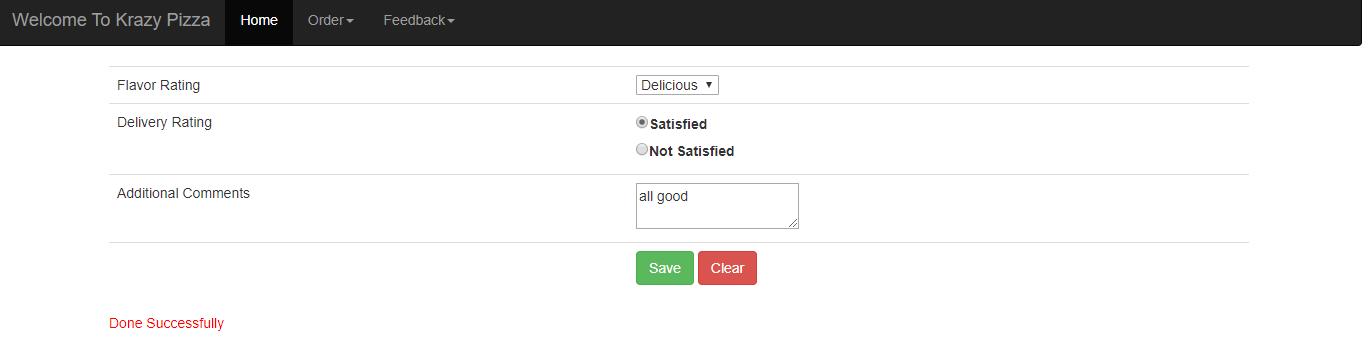 Welcome To Krazy Pizza Home Order Feedback
Flavor Rating Delicious
Delivery Rating Satisfied
Not Satisfied
Additional Comments all good
Save Clear
Done Successfully